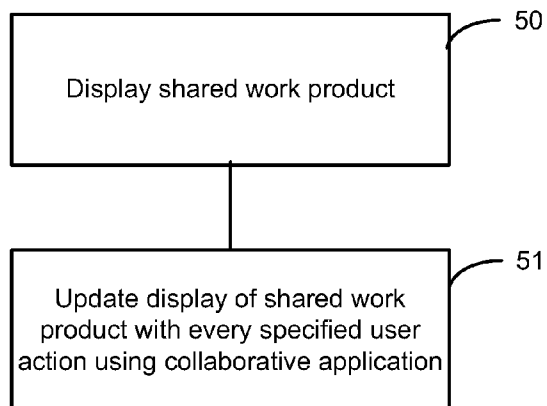 50
Display shared work product
51
Update display of shared work
product with every specified user
action using collaborative application